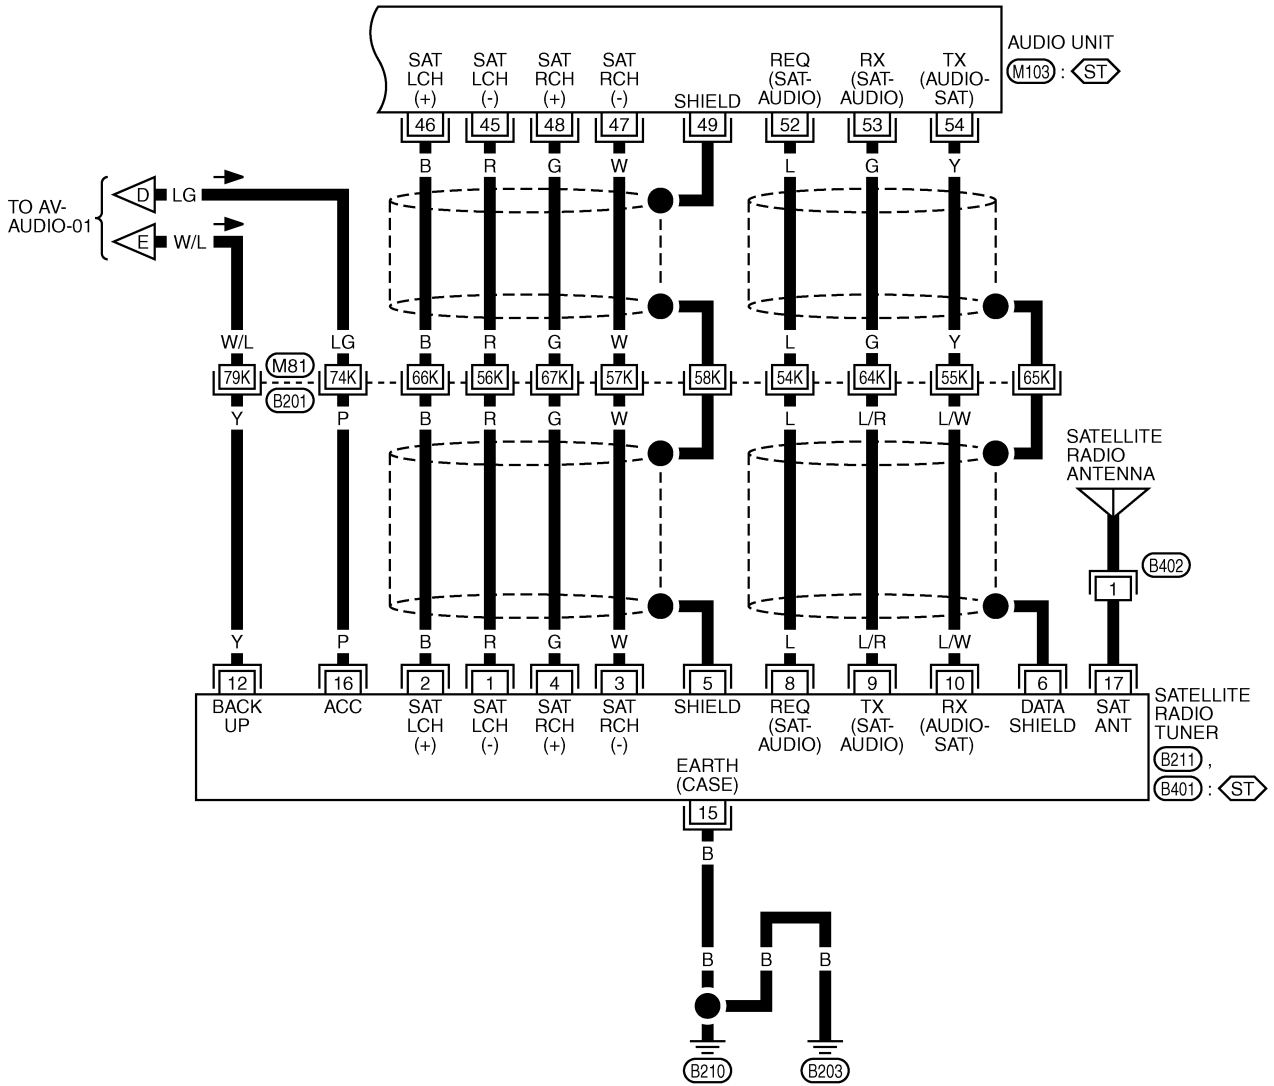 AUDIO UNIT
M103 : ST
SAT LCH (+)
SAT LCH (-)
SAT RCH (+)
SAT RCH (-)
SHIELD
REQ (SAT-AUDIO)
RX (SAT-AUDIO)
TX (AUDIO-SAT)
46 45 48 47 49 52 53 54
B R G W L G Y
TO AV-AUDIO-01
D LG
E W/L
W/L LG B R G W L G Y
M81
79K 74K 66K 56K 67K 57K 58K 54K 64K 55K 65K
B201
Y P B R G W L L/R L/W
SATELLITE RADIO ANTENNA
B402
1
Y P B R G W L L/R L/W
12 16 2 1 4 3 5 8 9 10 6 17
BACK UP
ACC
SAT LCH (+)
SAT LCH (-)
SAT RCH (+)
SAT RCH (-)
SHIELD
REQ (SAT-AUDIO)
TX (SAT-AUDIO)
RX (AUDIO-SAT)
DATA SHIELD
SAT ANT
SATELLITE RADIO TUNER
B211 ,
B401 : ST
EARTH (CASE)
15
B
B B B
B210 B203